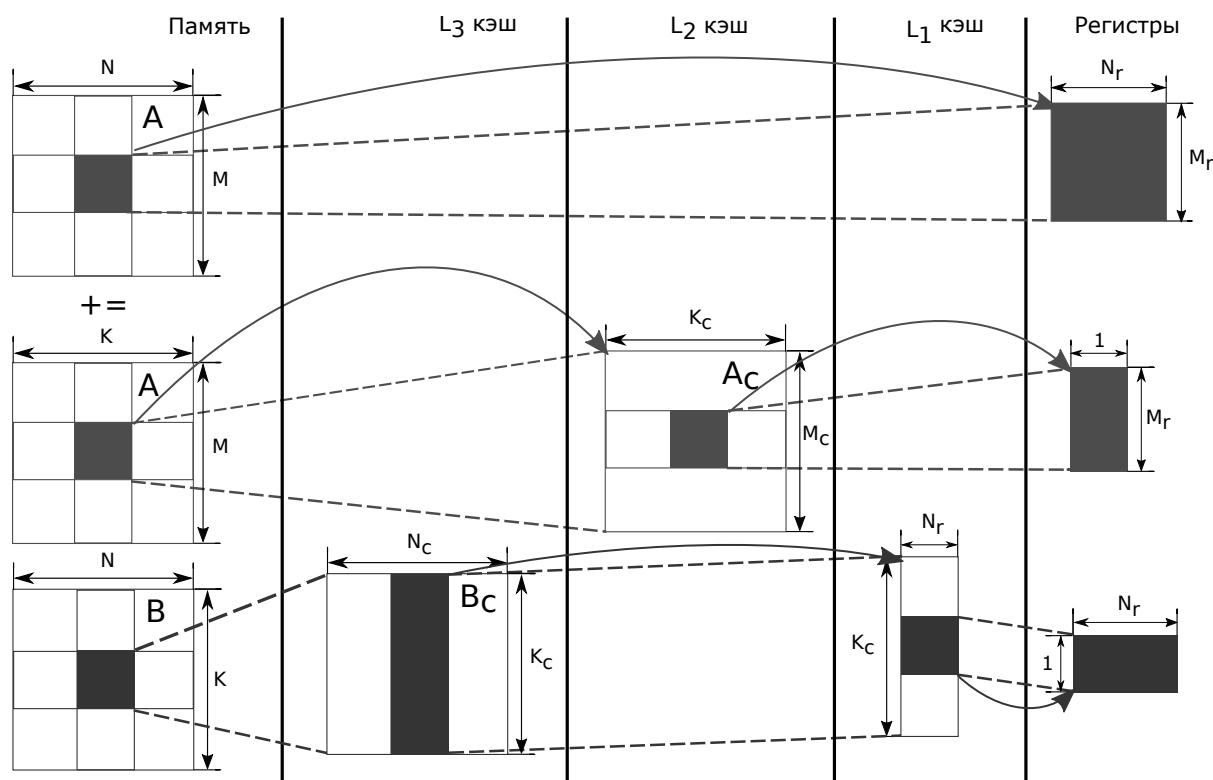 Память L3 кэш L2 кэш L1 кэш Регистры
N Nr
A
M Mr
+=
K Kc 1
A Ac
M Mc Mr
N Nc Nr
B Bc Nr
K Kc Kc 1